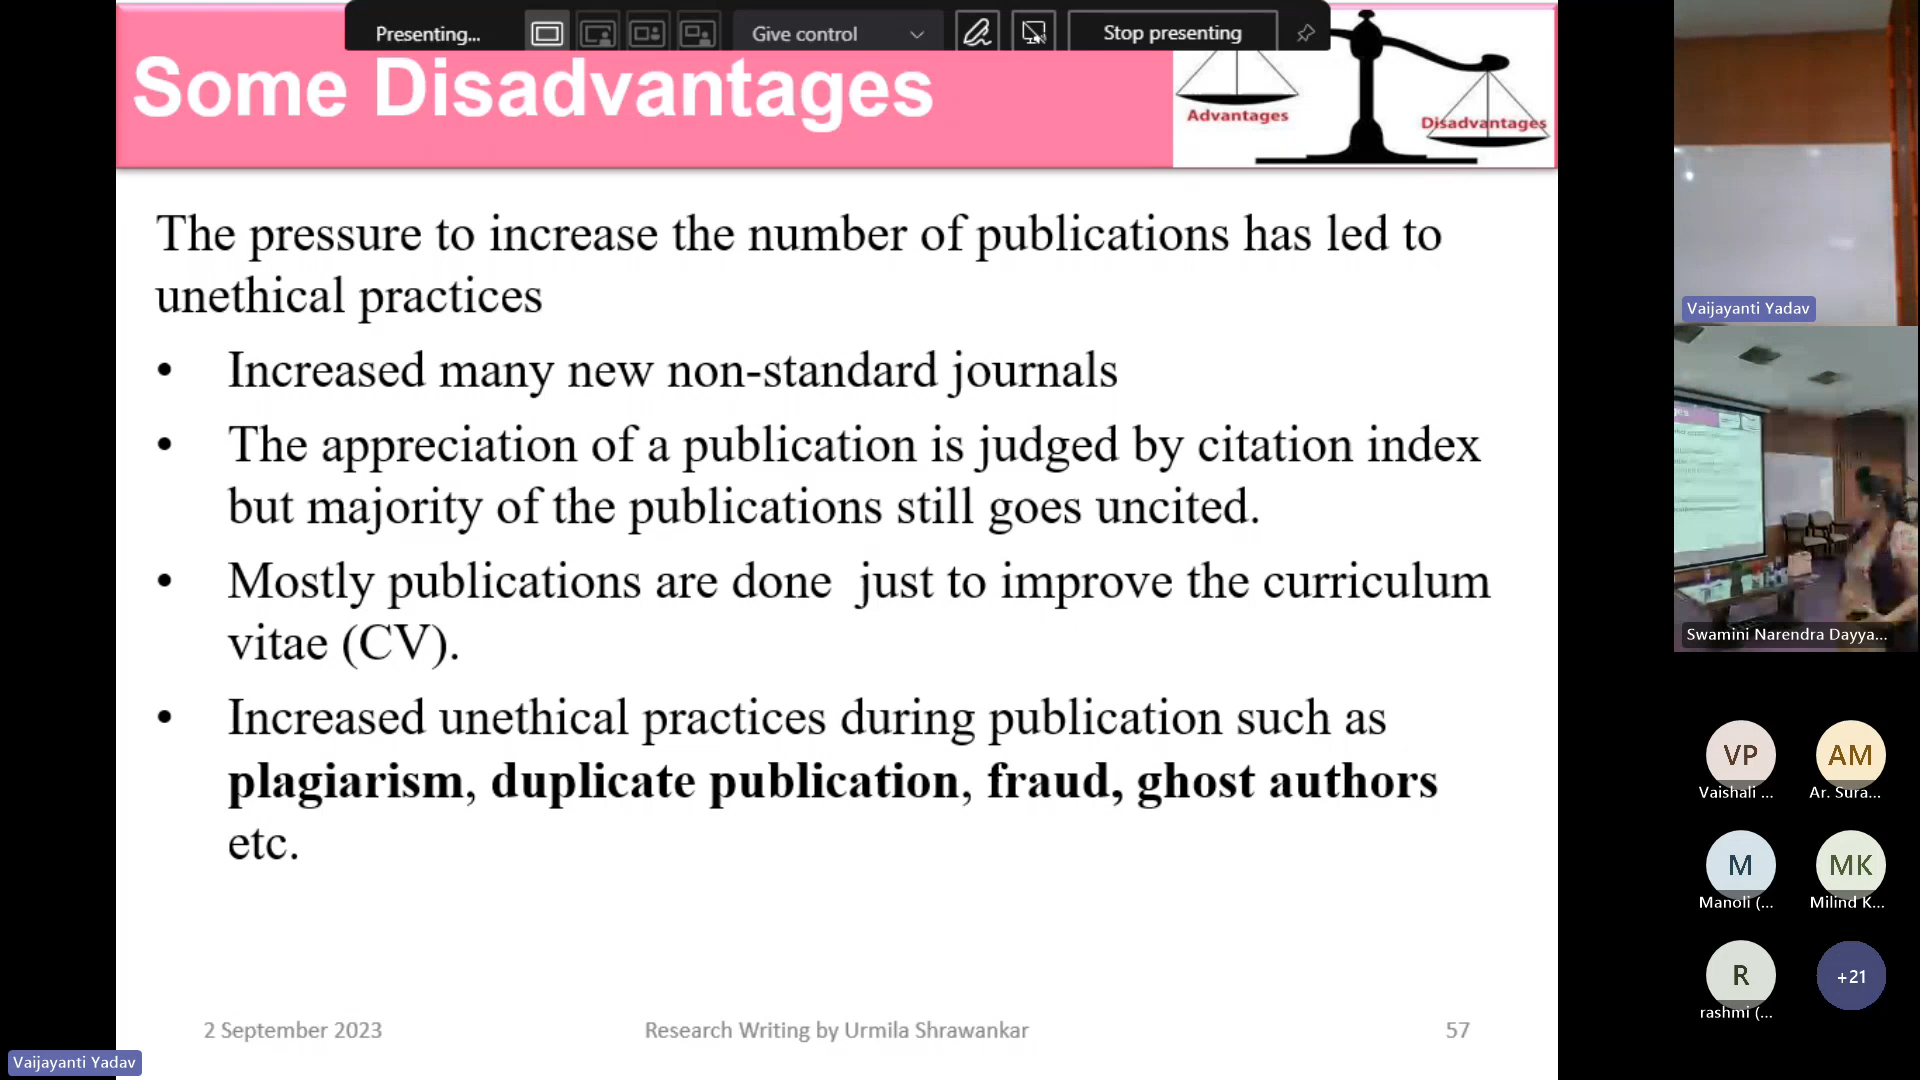 Presenting...
Give control
Stop presenting
Some Disadvantages
Advantages
Disadvantages
The pressure to increase the number of publications has led to
unethical practices
• Increased many new non-standard journals
• The appreciation of a publication is judged by citation index
but majority of the publications still goes uncited.
• Mostly publications are done just to improve the curriculum
vitae (CV).
• Increased unethical practices during publication such as
plagiarism, duplicate publication, fraud, ghost authors
etc.
2 September 2023
Research Writing by Urmila Shrawankar
57
Vaijayanti Yadav
Vaijayanti Yadav
Swamini Narendra Dayya...
VP
Vaishali ...
AM
Ar. Sura...
M
Manoli (...
MK
Milind K...
R
rashmi (...
+21